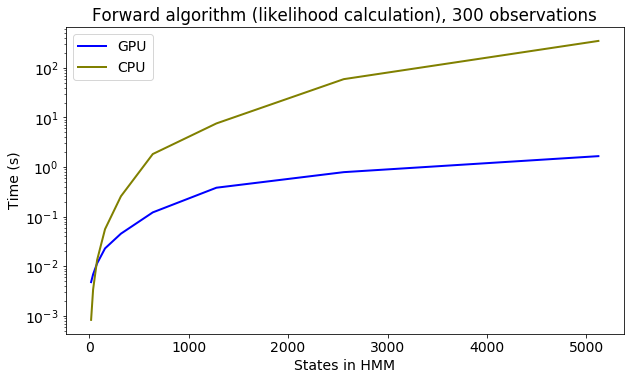 Forward algorithm (likelihood calculation), 300 observations
GPU
CPU
Time (s)
10²
10¹
10⁰
10⁻¹
10⁻²
10⁻³
0 1000 2000 3000 4000 5000
States in HMM